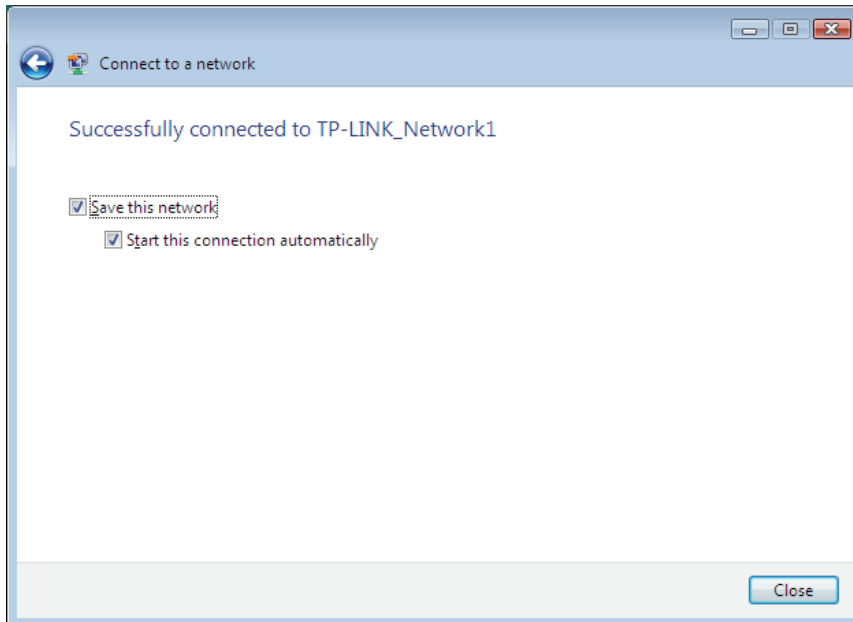 Connect to a network
Successfully connected to TP-LINK_Network1
Save this network
Start this connection automatically
Close